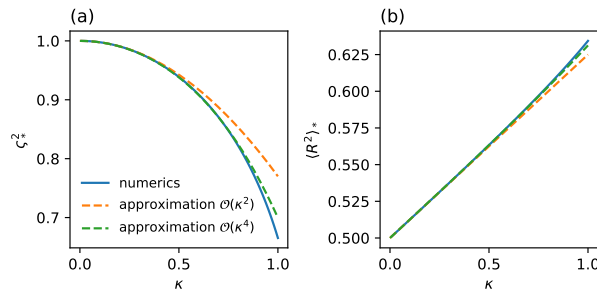 (a)
1.0
0.9
0.8
0.7
ς²∗
numerics
approximation 𝒪(κ²)
approximation 𝒪(κ⁴)
0.0 0.5 1.0
κ
(b)
0.625
0.600
0.575
0.550
0.525
0.500
⟨R²⟩∗
0.0 0.5 1.0
κ